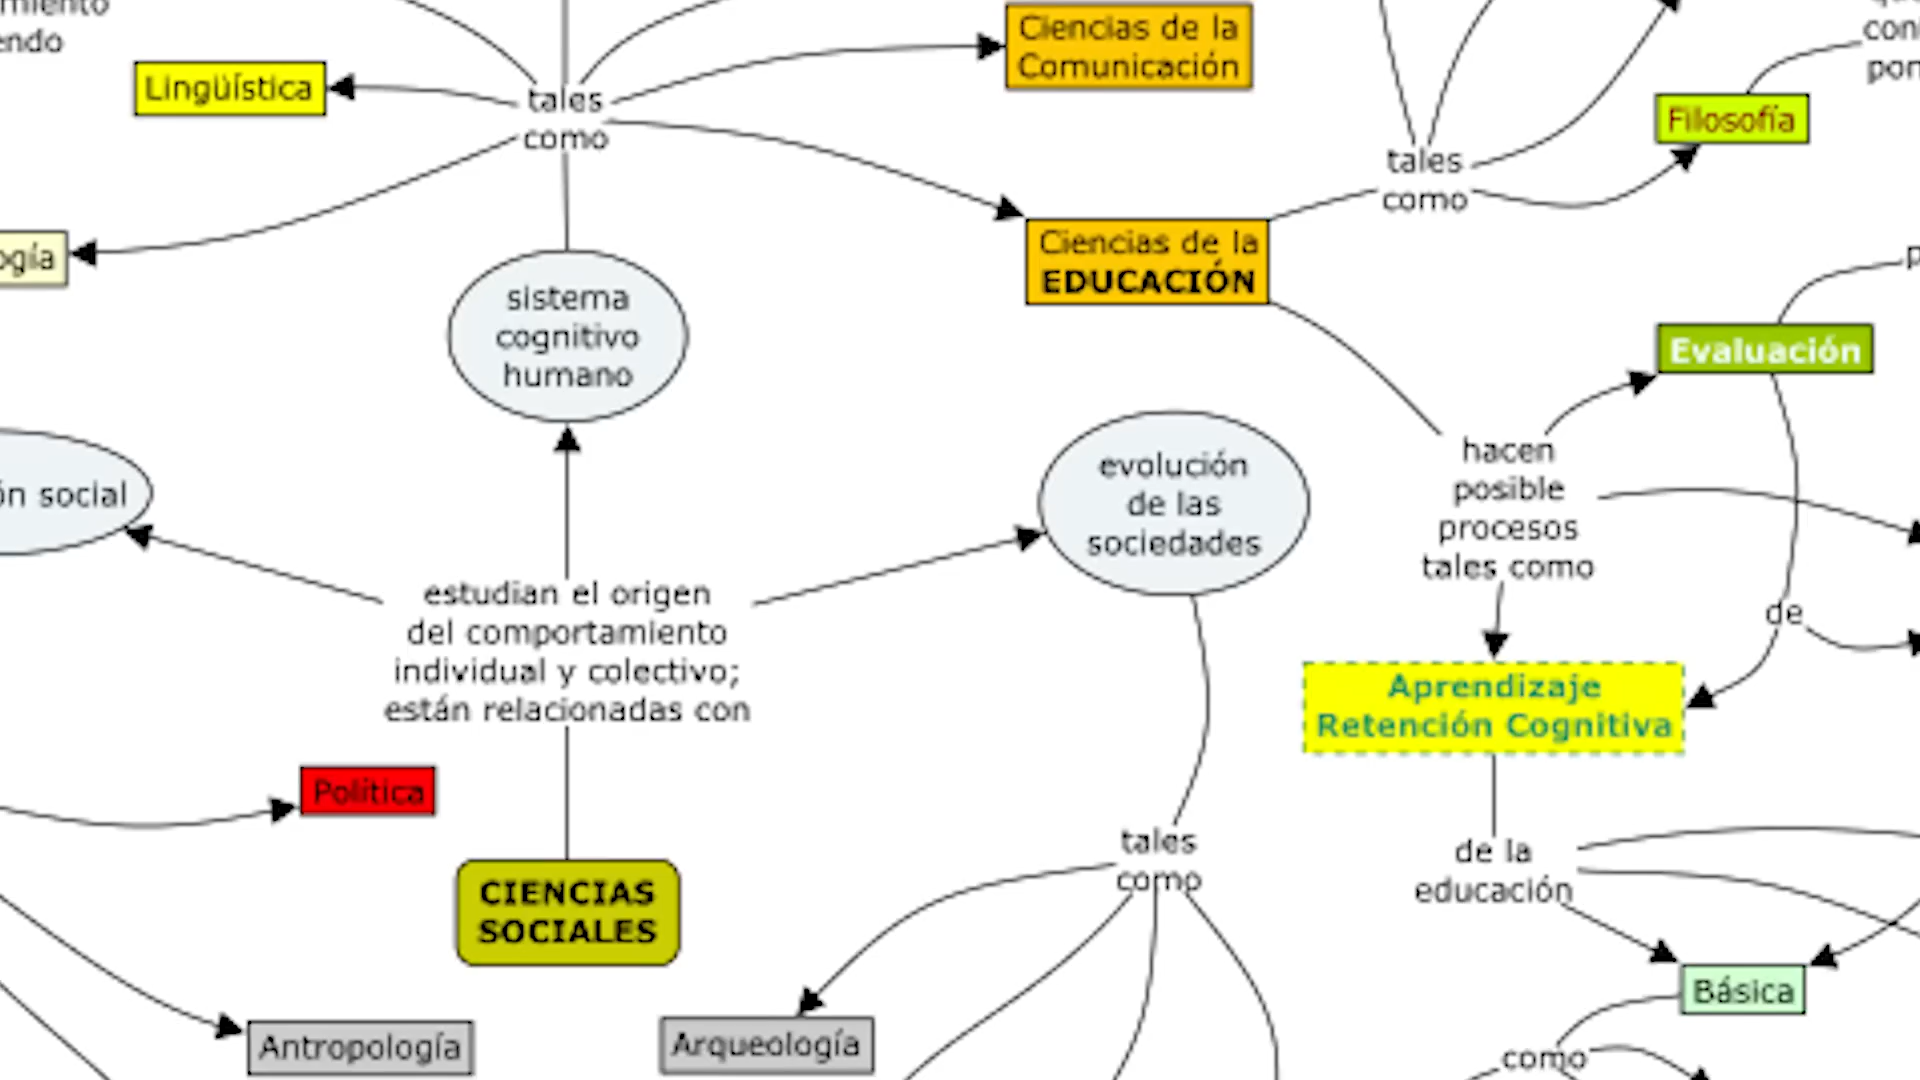 endo
Lingüística
tales
como
Ciencias de la
Comunicación
tales
como
Filosofía
Ciencias de la
EDUCACIÓN
sistema
cognitivo
humano
Evaluación
social
evolución
de las
sociedades
hacen
posible
procesos
tales como
de
estudian el origen
del comportamiento
individual y colectivo;
están relacionadas con
Aprendizaje
Retención Cognitiva
Política
tales
como
de la
educación
CIENCIAS
SOCIALES
Básica
Antropología
Arqueología
como